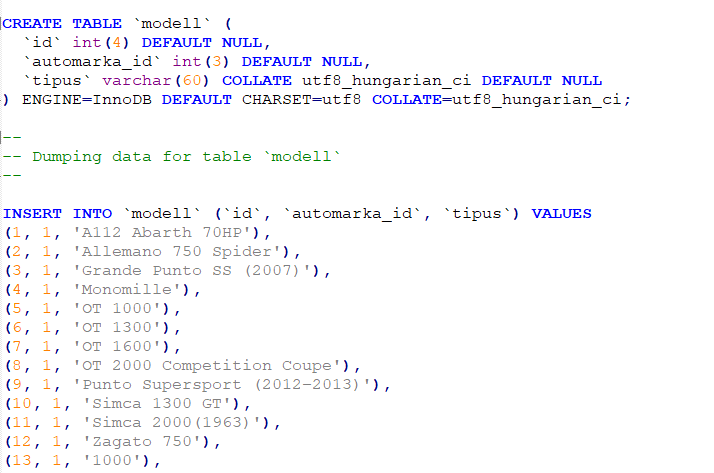 CREATE TABLE `modell` (
  `id` int(4) DEFAULT NULL,
  `automarka_id` int(3) DEFAULT NULL,
  `tipus` varchar(60) COLLATE utf8_hungarian_ci DEFAULT NULL
) ENGINE=InnoDB DEFAULT CHARSET=utf8 COLLATE=utf8_hungarian_ci;
--
-- Dumping data for table `modell`
--
INSERT INTO `modell` (`id`, `automarka_id`, `tipus`) VALUES
(1, 1, 'A112 Abarth 70HP'),
(2, 1, 'Allemano 750 Spider'),
(3, 1, 'Grande Punto SS (2007)'),
(4, 1, 'Monomille'),
(5, 1, 'OT 1000'),
(6, 1, 'OT 1300'),
(7, 1, 'OT 1600'),
(8, 1, 'OT 2000 Competition Coupe'),
(9, 1, 'Punto Supersport (2012-2013)'),
(10, 1, 'Simca 1300 GT'),
(11, 1, 'Simca 2000(1963)'),
(12, 1, 'Zagato 750'),
(13, 1, '1000'),